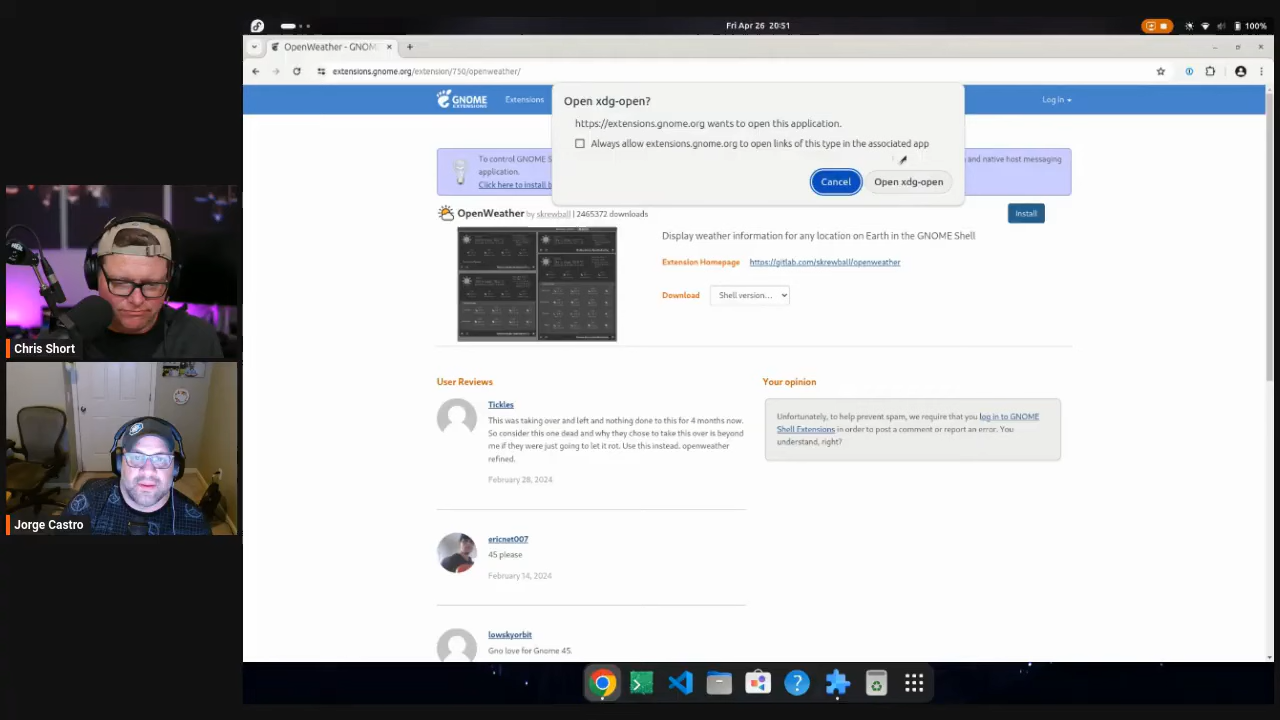 Fri Apr 26 20:51
100%
OpenWeather - GNOME
extensions.gnome.org/extension/750/openweather/
GNOME
EXTENSIONS
Extensions
Log in
Open xdg-open?
https://extensions.gnome.org wants to open this application.
Always allow extensions.gnome.org to open links of this type in the associated app
Cancel
Open xdg-open
To control GNOME S
and native host messaging
application.
Click here to install b
OpenWeather by skrewball | 2465372 downloads
Install
Display weather information for any location on Earth in the GNOME Shell
Extension Homepage https://gitlab.com/skrewball/openweather
Download Shell version...
User Reviews
Tickles
This was taking over and left and nothing done to this for 4 months now.
So consider this one dead and why they chose to take this over is beyond
me if they were just going to let it rot. Use this instead. openweather
refined.
February 28, 2024
ericnet007
45 please
February 14, 2024
lowskyorbit
Gno love for Gnome 45.
Your opinion
Unfortunately, to help prevent spam, we require that you log in to GNOME
Shell Extensions in order to post a comment or report an error. You
understand, right?
Chris Short
Jorge Castro